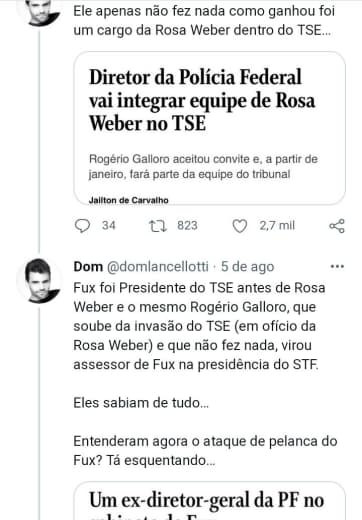 Ele apenas não fez nada como ganhou foi
um cargo da Rosa Weber dentro do TSE...
Diretor da Polícia Federal
vai integrar equipe de Rosa
Weber no TSE
Rogério Galloro aceitou convite e, a partir de
janeiro, fará parte da equipe do tribunal
Jailton de Carvalho
34 823 2,7 mil
Dom @domlancellotti · 5 de ago
Fux foi Presidente do TSE antes de Rosa
Weber e o mesmo Rogério Galloro, que
soube da invasão do TSE (em ofício da
Rosa Weber) e que não fez nada, virou
assessor de Fux na presidência do STF.
Eles sabiam de tudo...
Entenderam agora o ataque de pelanca do
Fux? Tá esquentando...
Um ex-diretor-geral da PF no
gabinete de Fux